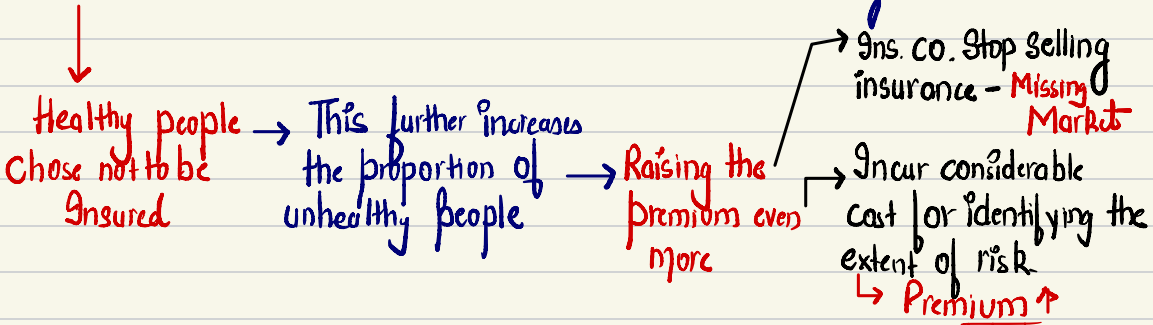 Healthy people
chose not to be
Insured
This further increases
the proportion of
unhealthy people
Raising the
premium even
more
Ins. co. Stop Selling
insurance - Missing
Market
Incur considerable
cost for identifying the
extent of risk
Premium ↑